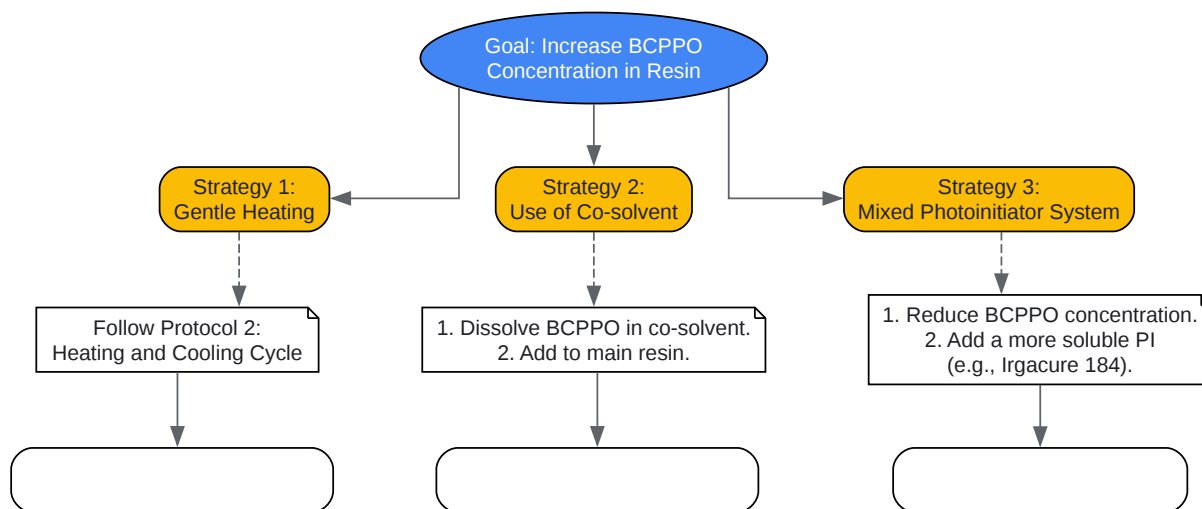 Goal: Increase BCPPO
Concentration in Resin
Strategy 1:
Gentle Heating
Strategy 2:
Use of Co-solvent
Strategy 3:
Mixed Photoinitiator System
Follow Protocol 2:
Heating and Cooling Cycle
1. Dissolve BCPPO in co-solvent.
2. Add to main resin.
1. Reduce BCPPO concentration.
2. Add a more soluble PI
(e.g., Irgacure 184).